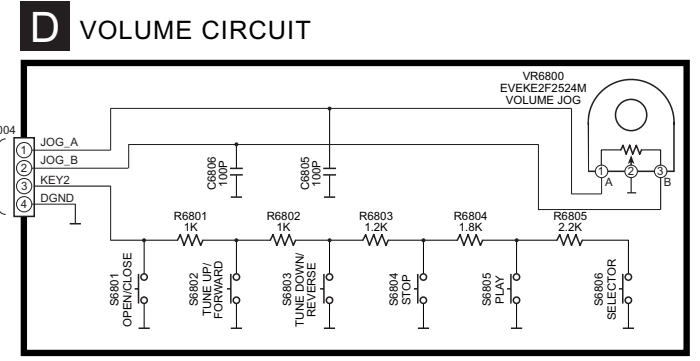 D VOLUME CIRCUIT
VR6800
EVEKE2F2524M
VOLUME JOG
004
1 JOG_A
2 JOG_B
3 KEY2
4 DGND
C6806
100P
C6805
100P
1 2 3
A B
R6801
1K
R6802
1K
R6803
1.2K
R6804
1.8K
R6805
2.2K
S6801
OPEN/CLOSE
S6802
TUNE UP/
FORWARD
S6803
TUNE DOWN/
REVERSE
S6804
STOP
S6805
PLAY
S6806
SELECTOR